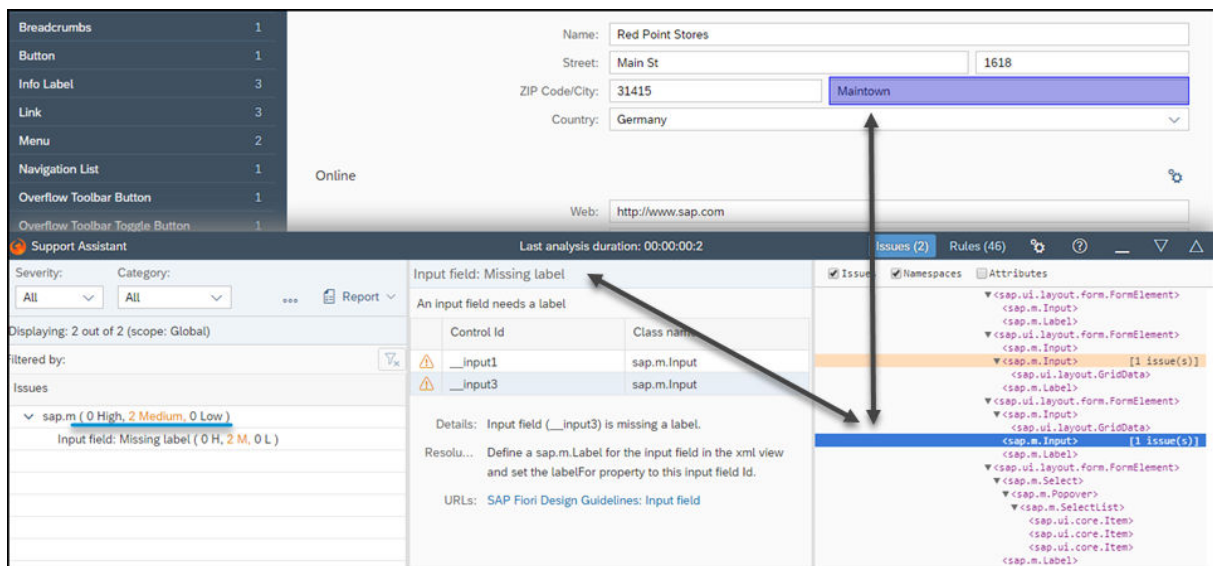 Breadcrumbs 1
Button 1
Info Label 3
Link 3
Menu 2
Navigation List 1
Overflow Toolbar Button 1
Overflow Toolbar Toggle Button 1
Name: Red Point Stores
Street: Main St 1618
ZIP Code/City: 31415 Maintown
Country: Germany
Online
Web: http://www.sap.com
Support Assistant Last analysis duration: 00:00:00:2 Issues (2) Rules (46)
Severity: Category:
All All ooo Report
Displaying: 2 out of 2 (scope: Global)
Filtered by:
Issues
sap.m ( 0 High, 2 Medium, 0 Low )
Input field: Missing label ( 0 H, 2 M, 0 L )
Input field: Missing label
An input field needs a label
Control Id Class name
__input1 sap.m.Input
__input3 sap.m.Input
Details: Input field (__input3) is missing a label.
Resolu... Define a sap.m.Label for the input field in the xml view
and set the labelFor property to this input field Id.
URLs: SAP Fiori Design Guidelines: Input field
Issues Namespaces Attributes
<sap.ui.layout.form.FormElement>
<sap.m.Input>
<sap.m.Label>
<sap.ui.layout.form.FormElement>
<sap.m.Input>
<sap.m.Input> [1 issue(s)]
<sap.ui.layout.GridData>
<sap.m.Label>
<sap.ui.layout.form.FormElement>
<sap.m.Input>
<sap.ui.layout.GridData>
<sap.m.Input> [1 issue(s)]
<sap.m.Label>
<sap.ui.layout.form.FormElement>
<sap.m.Select>
<sap.m.Popover>
<sap.m.SelectList>
<sap.ui.core.Item>
<sap.ui.core.Item>
<sap.ui.core.Item>
<sap.m.Label>